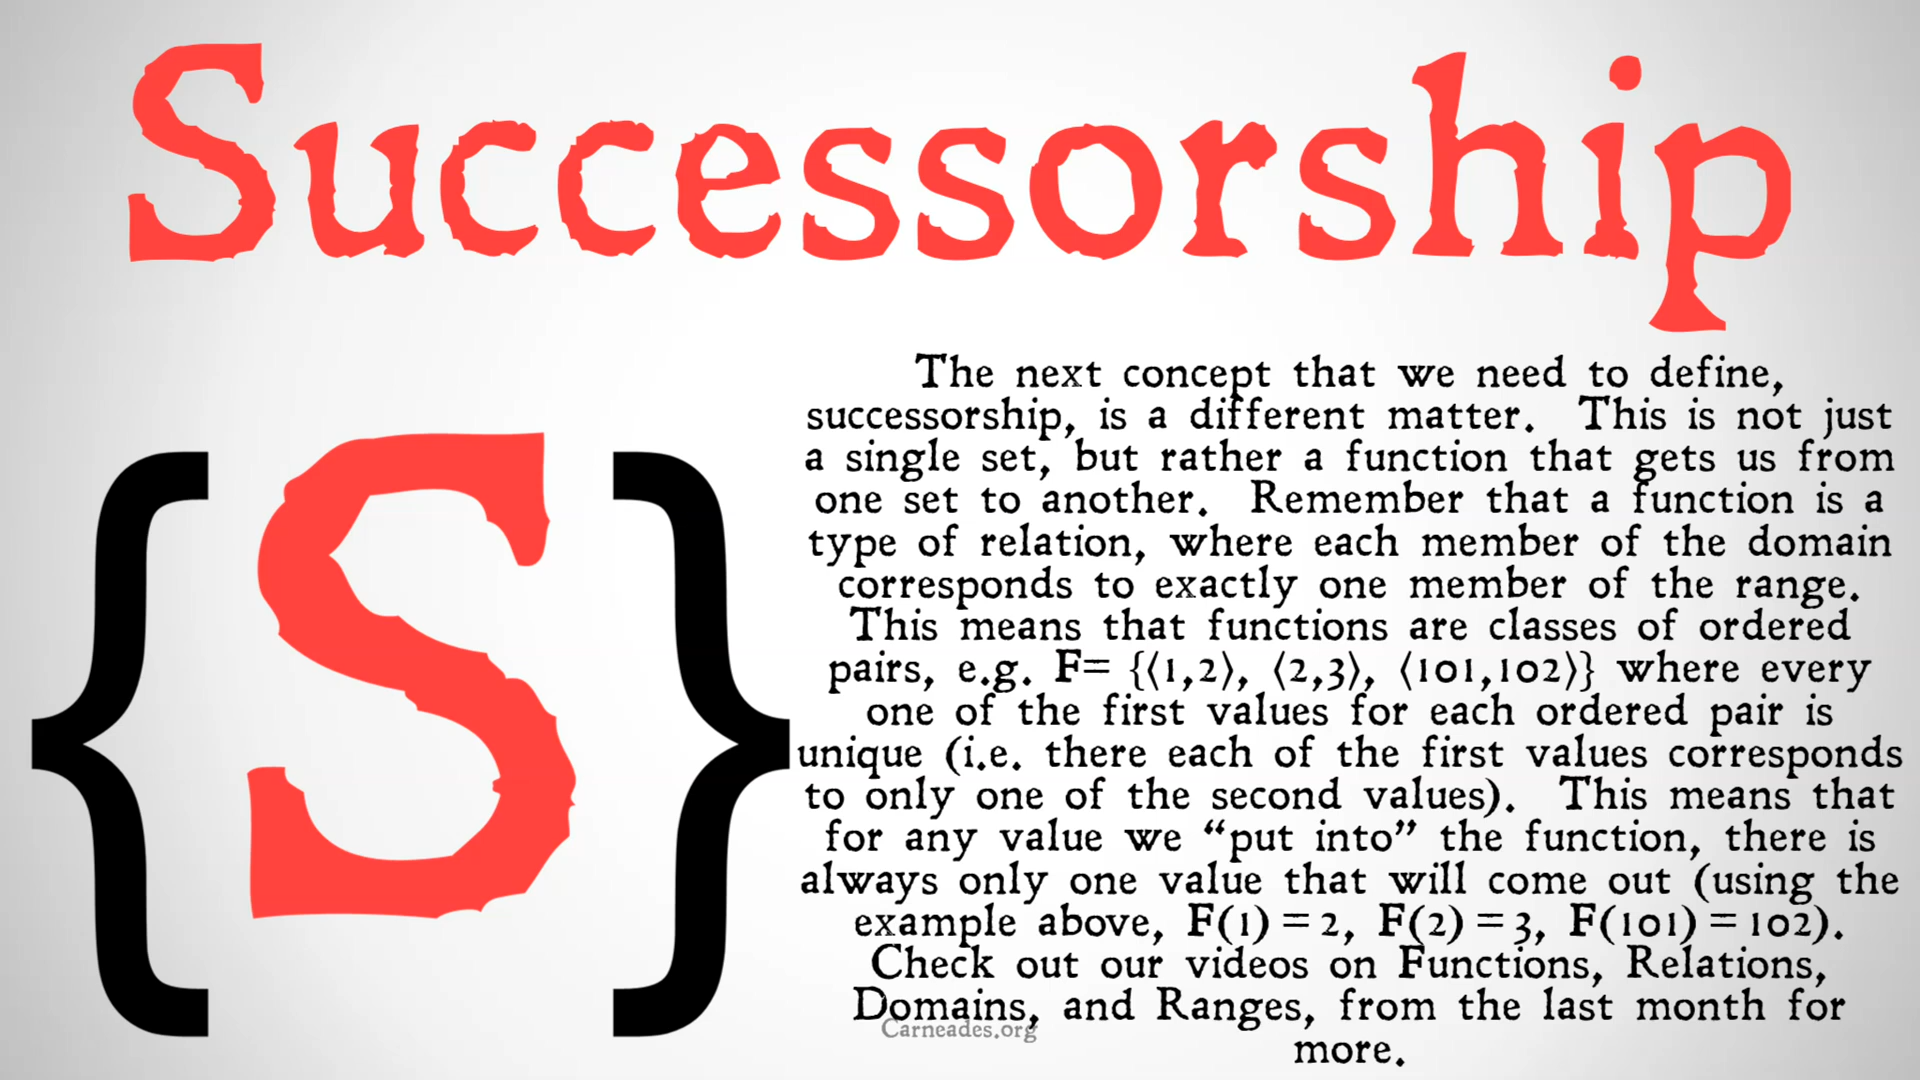 Successorship
{S}
The next concept that we need to define,
successorship, is a different matter. This is not just
a single set, but rather a function that gets us from
one set to another. Remember that a function is a
type of relation, where each member of the domain
corresponds to exactly one member of the range.
This means that functions are classes of ordered
pairs, e.g. F= {⟨1,2⟩, ⟨2,3⟩, ⟨101,102⟩} where every
one of the first values for each ordered pair is
unique (i.e. there each of the first values corresponds
to only one of the second values). This means that
for any value we “put into” the function, there is
always only one value that will come out (using the
example above, F(1) = 2, F(2) = 3, F(101) = 102).
Check out our videos on Functions, Relations,
Domains, and Ranges, from the last month for
more.
Carneades.org